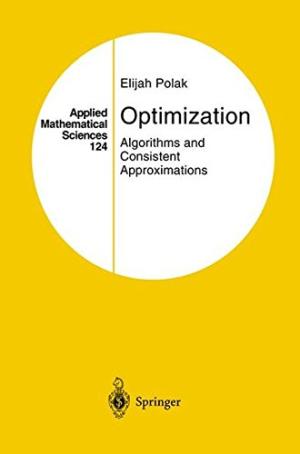 Elijah Polak
Applied
Mathematical
Sciences
124
Optimization
Algorithms and
Consistent
Approximations
Springer